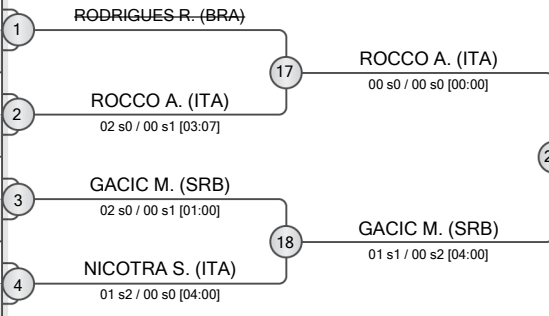 1
RODRIGUES R. (BRA)
17
ROCCO A. (ITA)
00 s0 / 00 s0 [00:00]
2
ROCCO A. (ITA)
02 s0 / 00 s1 [03:07]
3
GACIC M. (SRB)
02 s0 / 00 s1 [01:00]
18
GACIC M. (SRB)
01 s1 / 00 s2 [04:00]
4
NICOTRA S. (ITA)
01 s2 / 00 s0 [04:00]